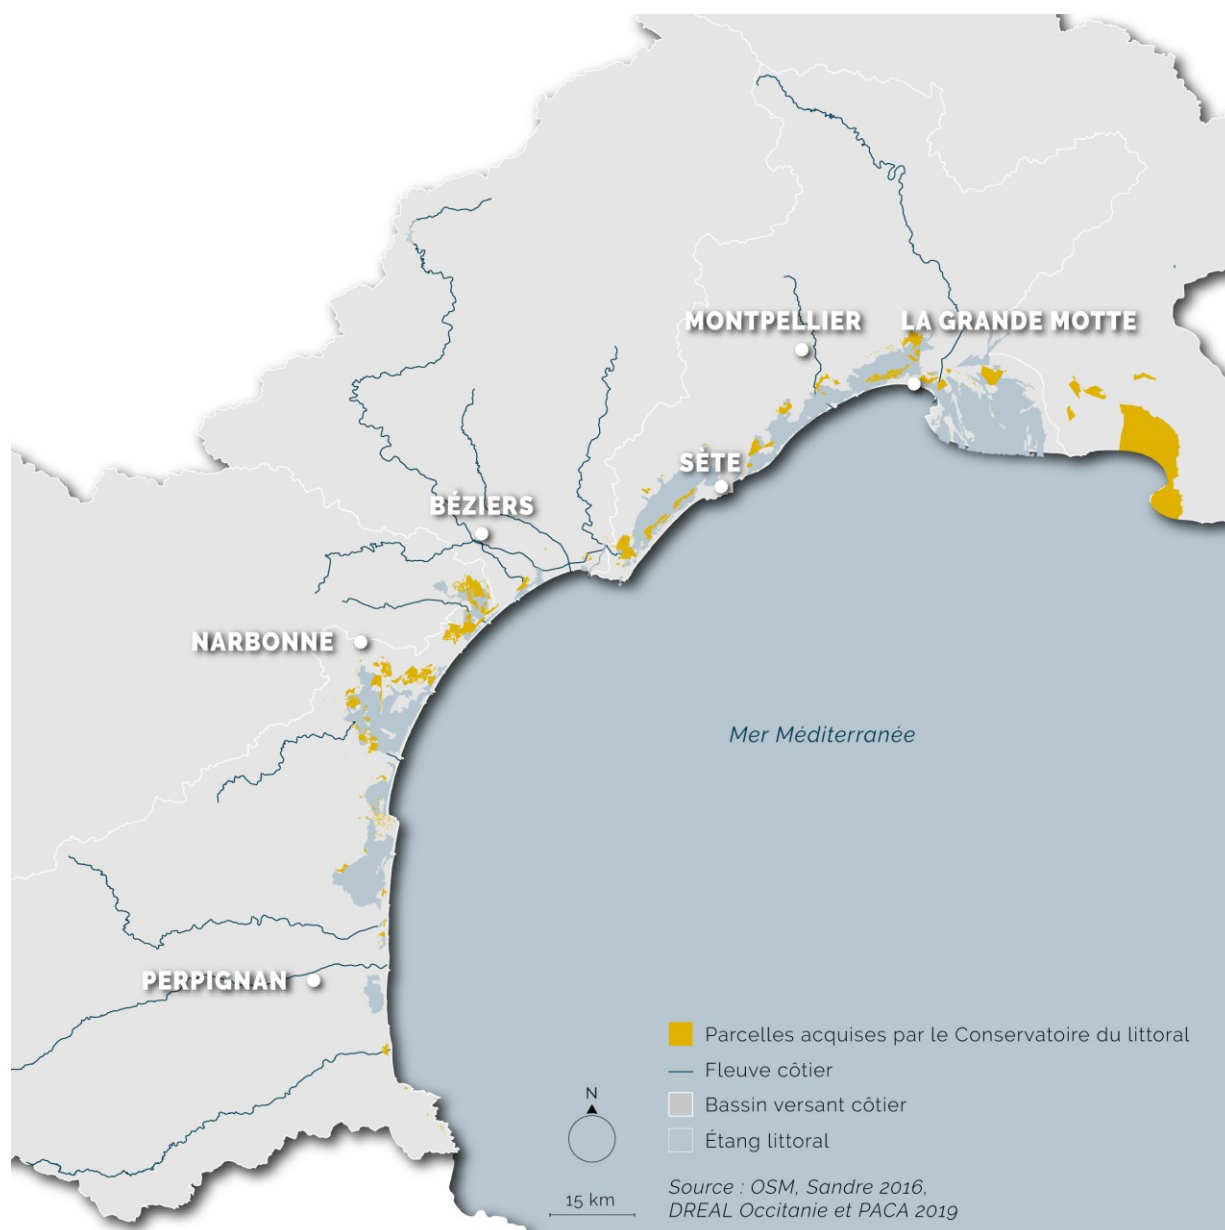 MONTPELLIER
LA GRANDE MOTTE
SÈTE
BÉZIERS
NARBONNE
Mer Méditerranée
PERPIGNAN
Parcelles acquises par le Conservatoire du littoral
Fleuve côtier
Bassin versant côtier
Étang littoral
N
15 km
Source : OSM, Sandre 2016,
DREAL Occitanie et PACA 2019